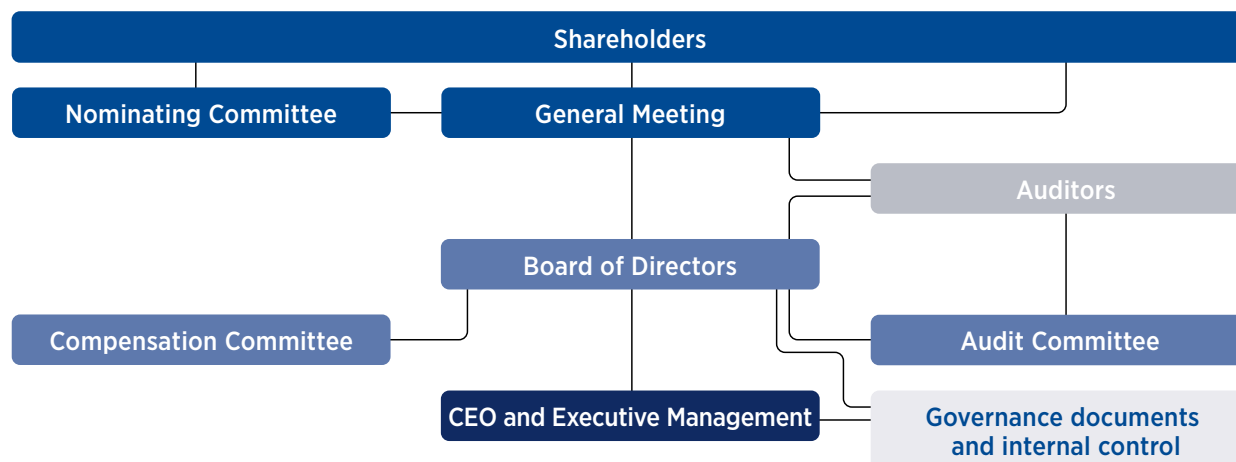 Shareholders
Nominating Committee
General Meeting
Auditors
Board of Directors
Compensation Committee
Audit Committee
CEO and Executive Management
Governance documents
and internal control